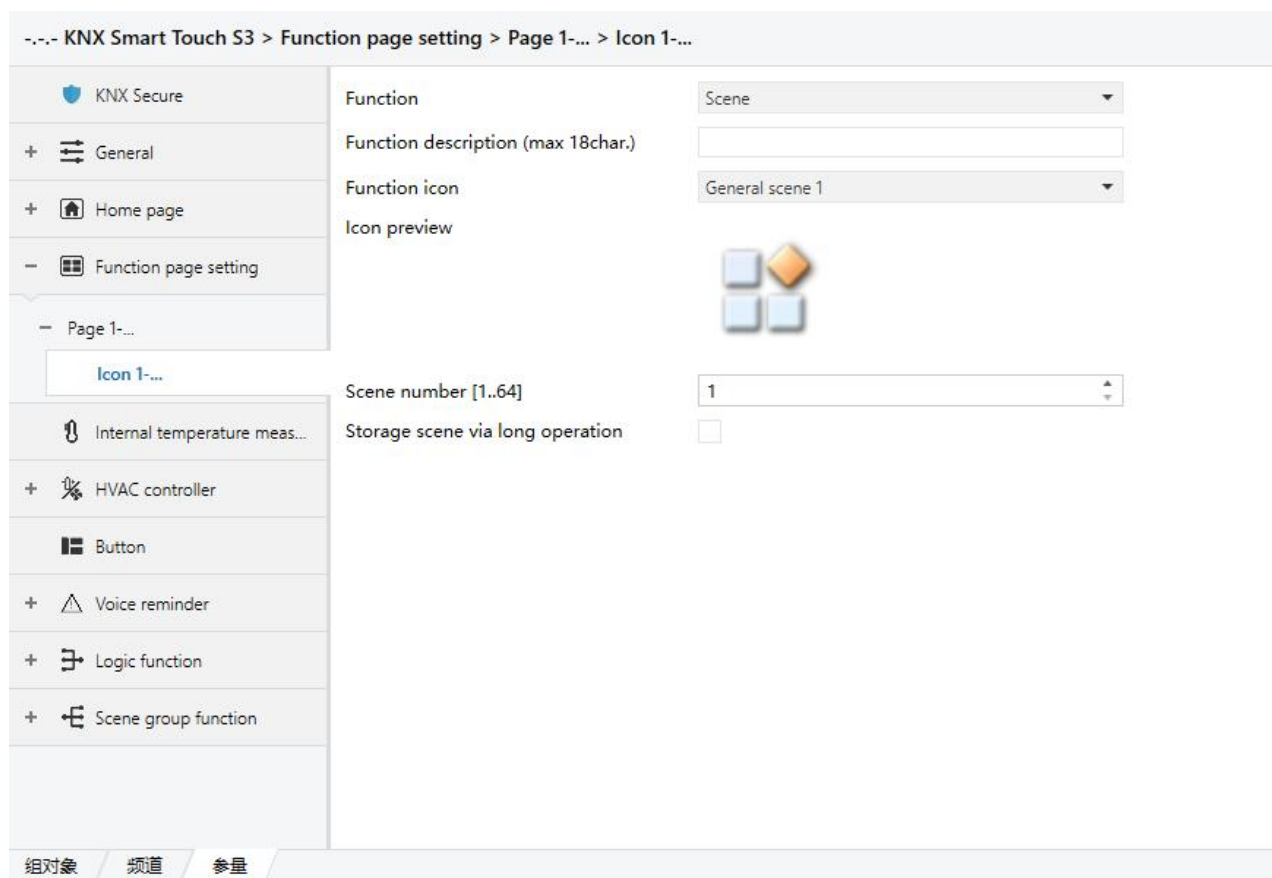 -.-.- KNX Smart Touch S3 > Function page setting > Page 1-... > Icon 1-...
KNX Secure
+ General
+ Home page
- Function page setting
- Page 1-...
Icon 1-...
Internal temperature meas...
+ HVAC controller
Button
+ Voice reminder
+ Logic function
+ Scene group function
Function Scene
Function description (max 18char.)
Function icon General scene 1
Icon preview
Scene number [1..64] 1
Storage scene via long operation
组对象 频道 参量